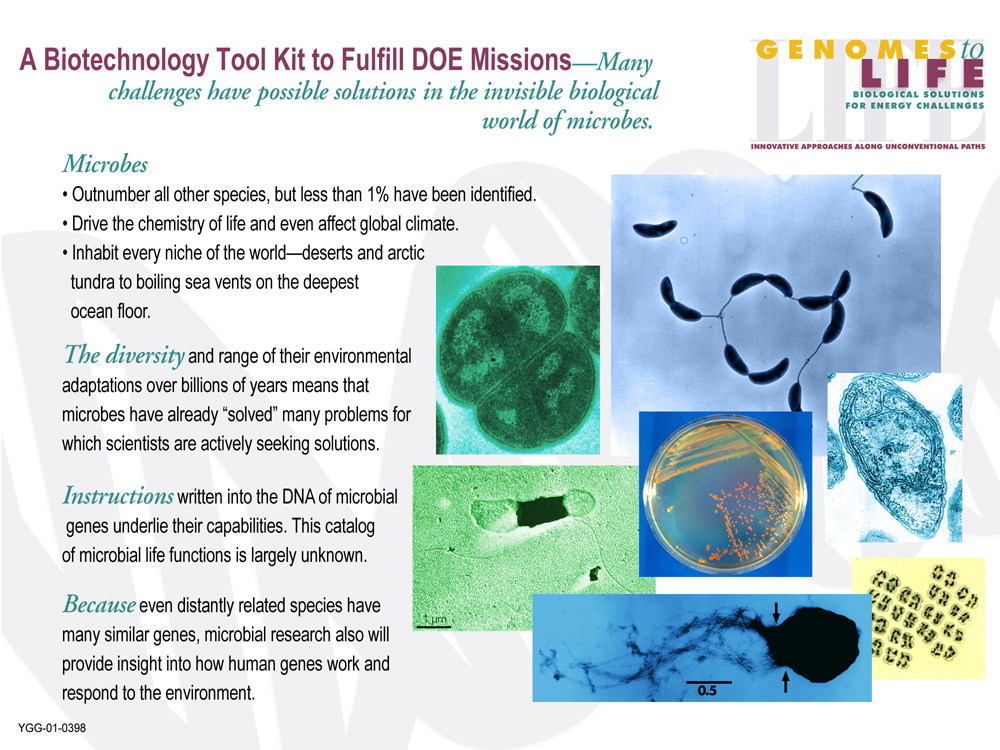 A Biotechnology Tool Kit to Fulfill DOE Missions—Many
challenges have possible solutions in the invisible biological
world of microbes.
GENOMES to
LIFE
BIOLOGICAL SOLUTIONS
FOR ENERGY CHALLENGES
LIFE
INNOVATIVE APPROACHES ALONG UNCONVENTIONAL PATHS
Microbes
• Outnumber all other species, but less than 1% have been identified.
• Drive the chemistry of life and even affect global climate.
• Inhabit every niche of the world—deserts and arctic
tundra to boiling sea vents on the deepest
ocean floor.
The diversity and range of their environmental
adaptations over billions of years means that
microbes have already “solved” many problems for
which scientists are actively seeking solutions.
Instructions written into the DNA of microbial
genes underlie their capabilities. This catalog
of microbial life functions is largely unknown.
Because even distantly related species have
many similar genes, microbial research also will
provide insight into how human genes work and
respond to the environment.
1 µm
0.5
YGG-01-0398